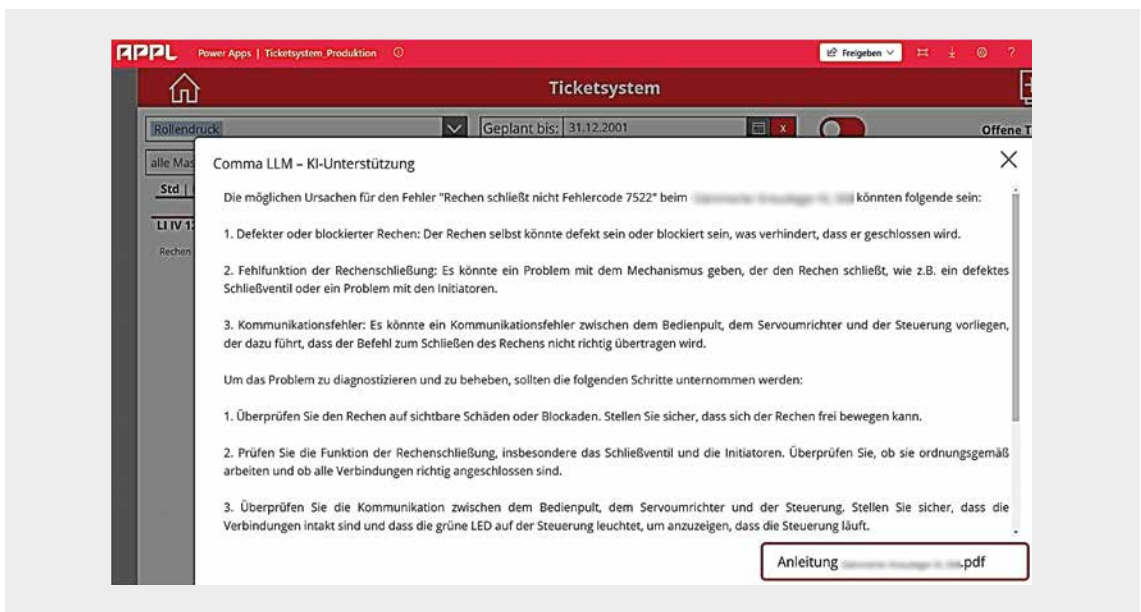 APPL Power Apps | Ticketsystem_Produktion Freigeben ?
Ticketsystem
Rollendruck Geplant bis: 31.12.2001 x Offene T
alle Mas
Comma LLM – KI-Unterstützung
Std |
LI IV 12
Rechen
Die möglichen Ursachen für den Fehler "Rechen schließt nicht Fehlercode 7522" beim könnten folgende sein:
1. Defekter oder blockierter Rechen: Der Rechen selbst könnte defekt sein oder blockiert sein, was verhindert, dass er geschlossen wird.
2. Fehlfunktion der Rechenschließung: Es könnte ein Problem mit dem Mechanismus geben, der den Rechen schließt, wie z.B. ein defektes
Schließventil oder ein Problem mit den Initiatoren.
3. Kommunikationsfehler: Es könnte ein Kommunikationsfehler zwischen dem Bedienpult, dem Servoumrichter und der Steuerung vorliegen,
der dazu führt, dass der Befehl zum Schließen des Rechens nicht richtig übertragen wird.
Um das Problem zu diagnostizieren und zu beheben, sollten die folgenden Schritte unternommen werden:
1. Überprüfen Sie den Rechen auf sichtbare Schäden oder Blockaden. Stellen Sie sicher, dass sich der Rechen frei bewegen kann.
2. Prüfen Sie die Funktion der Rechenschließung, insbesondere das Schließventil und die Initiatoren. Überprüfen Sie, ob sie ordnungsgemäß
arbeiten und ob alle Verbindungen richtig angeschlossen sind.
3. Überprüfen Sie die Kommunikation zwischen dem Bedienpult, dem Servoumrichter und der Steuerung. Stellen Sie sicher, dass die
Verbindungen intakt sind und dass die grüne LED auf der Steuerung leuchtet, um anzuzeigen, dass die Steuerung läuft.
Anleitung .pdf